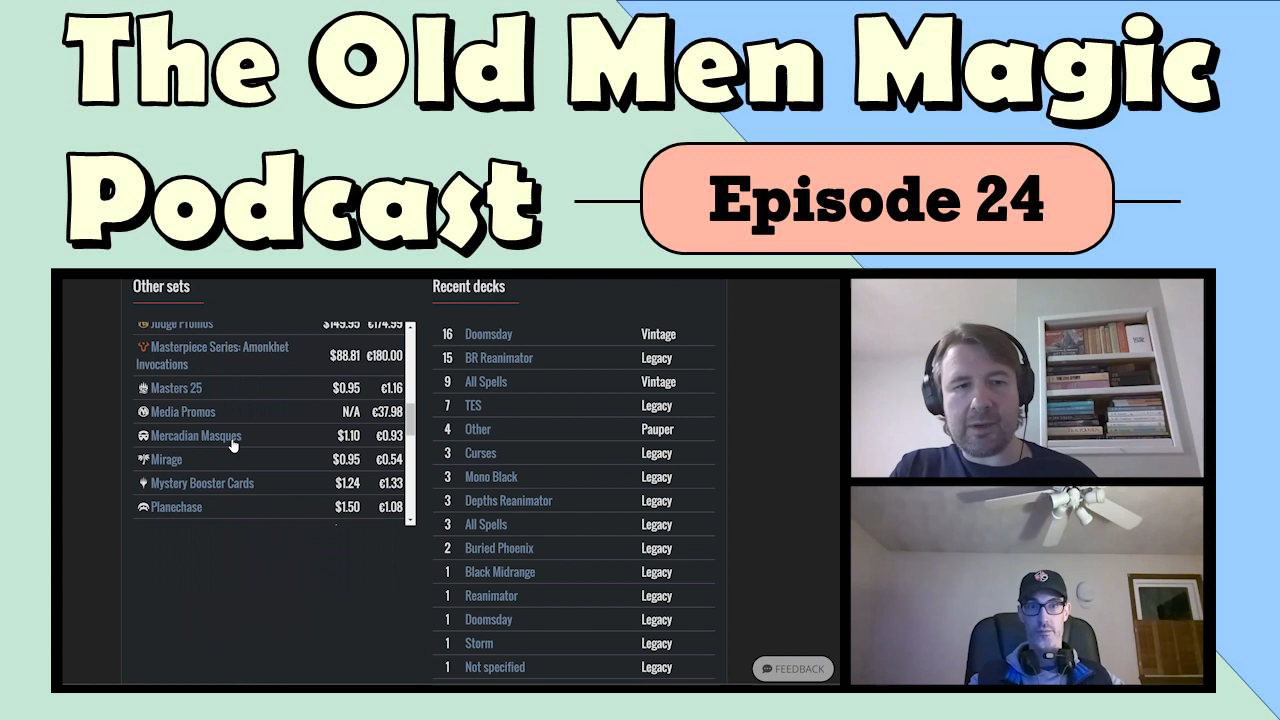 The Old Men Magic
Podcast
Episode 24
Other sets
Judge Promos $149.95 €174.99
Masterpiece Series: Amonkhet
Invocations $88.81 €180.00
Masters 25 $0.95 €1.16
Media Promos N/A €37.98
Mercadian Masques $1.10 €0.93
Mirage $0.95 €0.54
Mystery Booster Cards $1.24 €1.33
Planechase $1.50 €1.08
Recent decks
16 Doomsday Vintage
15 BR Reanimator Legacy
9 All Spells Vintage
7 TES Legacy
4 Other Pauper
3 Curses Legacy
3 Mono Black Legacy
3 Depths Reanimator Legacy
3 All Spells Legacy
2 Buried Phoenix Legacy
1 Black Midrange Legacy
1 Reanimator Legacy
1 Doomsday Legacy
1 Storm Legacy
1 Not specified Legacy
FEEDBACK